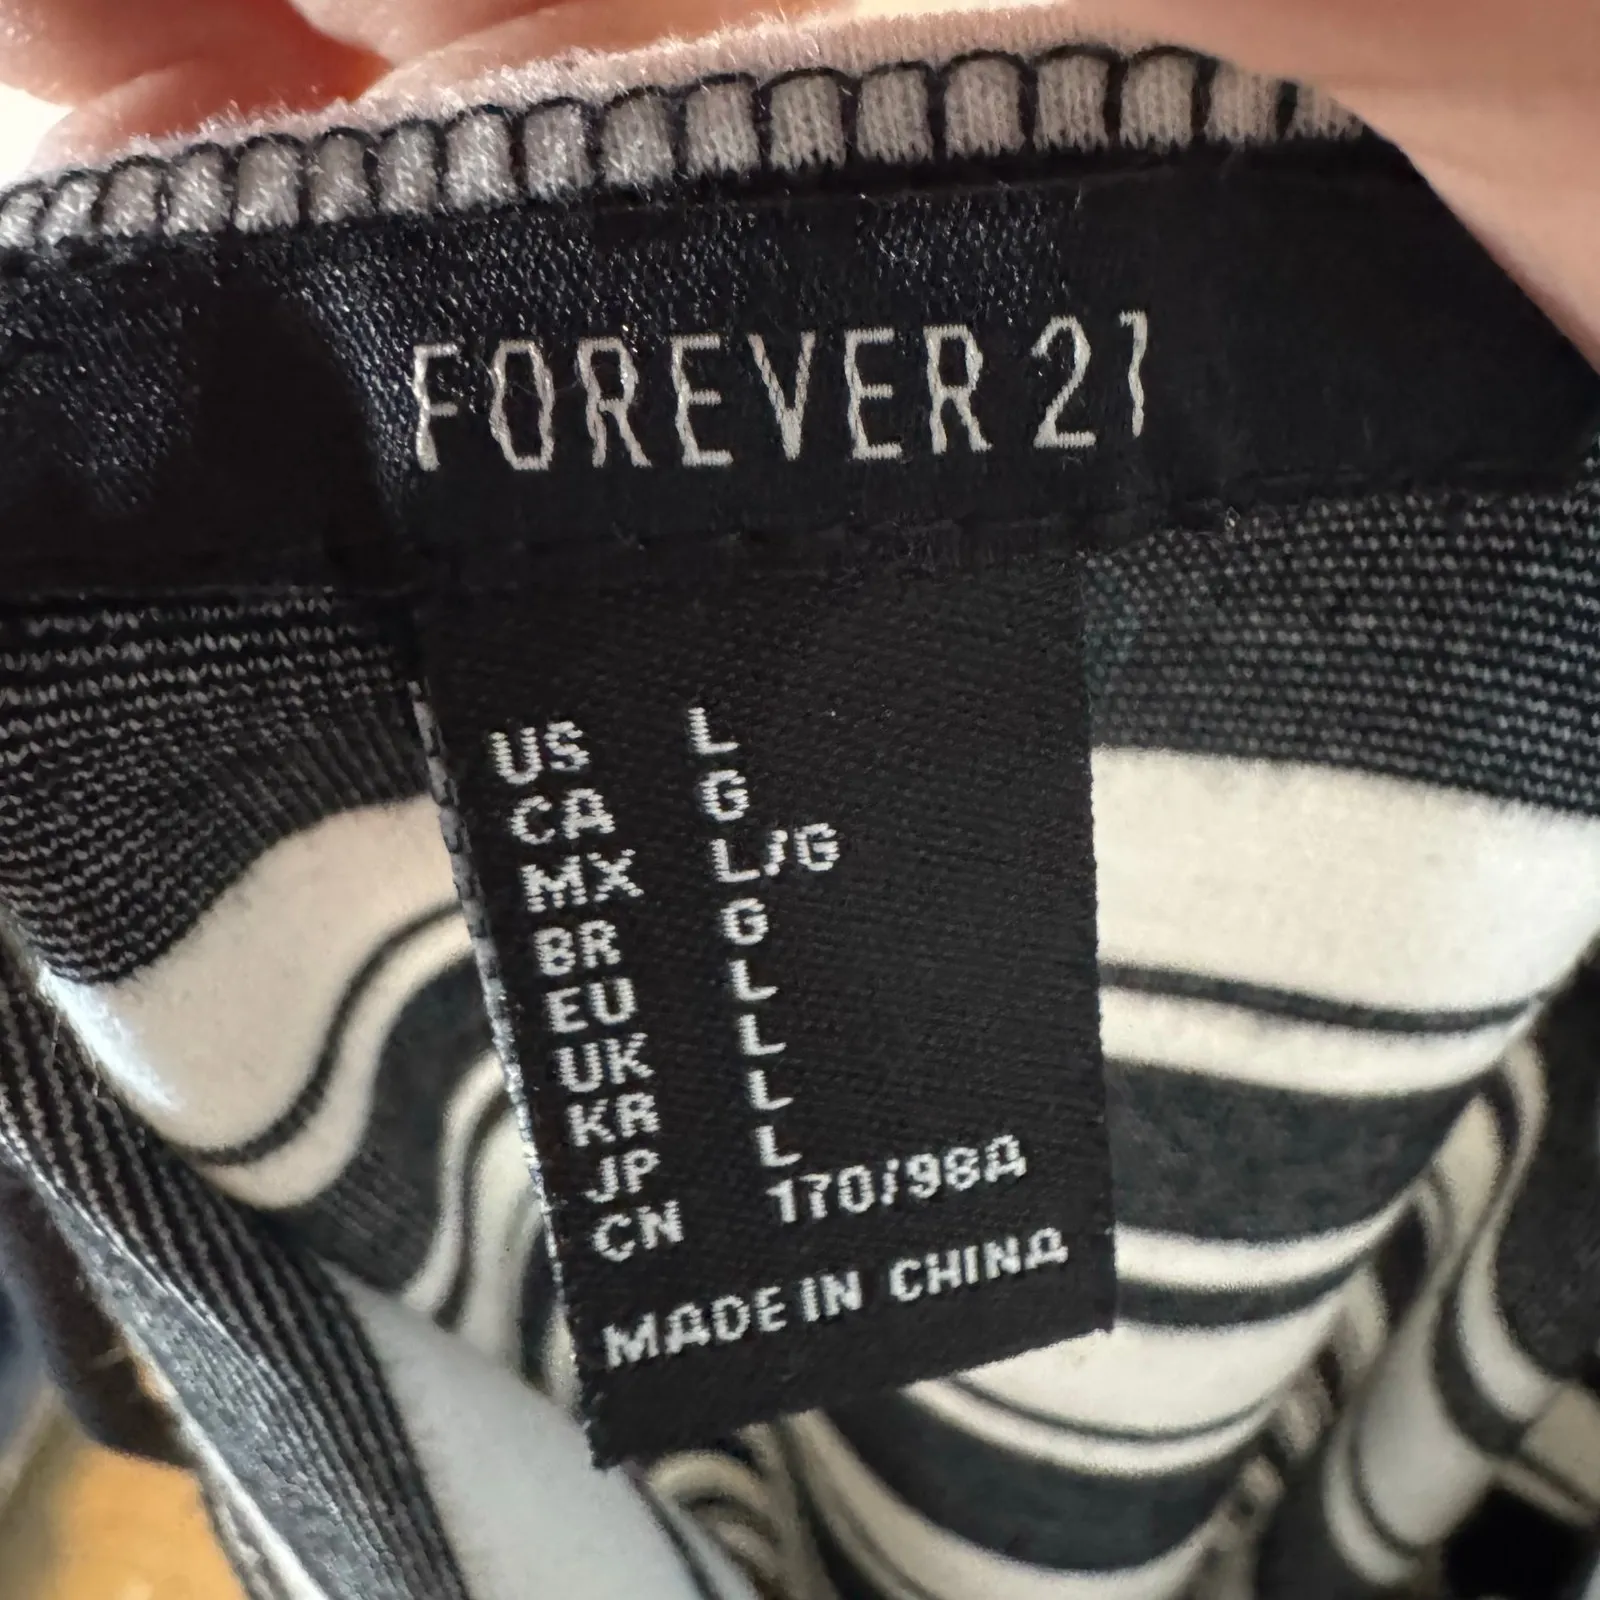 FOREVER 21
US L
CA G
MX L/G
BR G
EU L
UK L
KR L
JP L
CN 170/98A
MADE IN CHINA